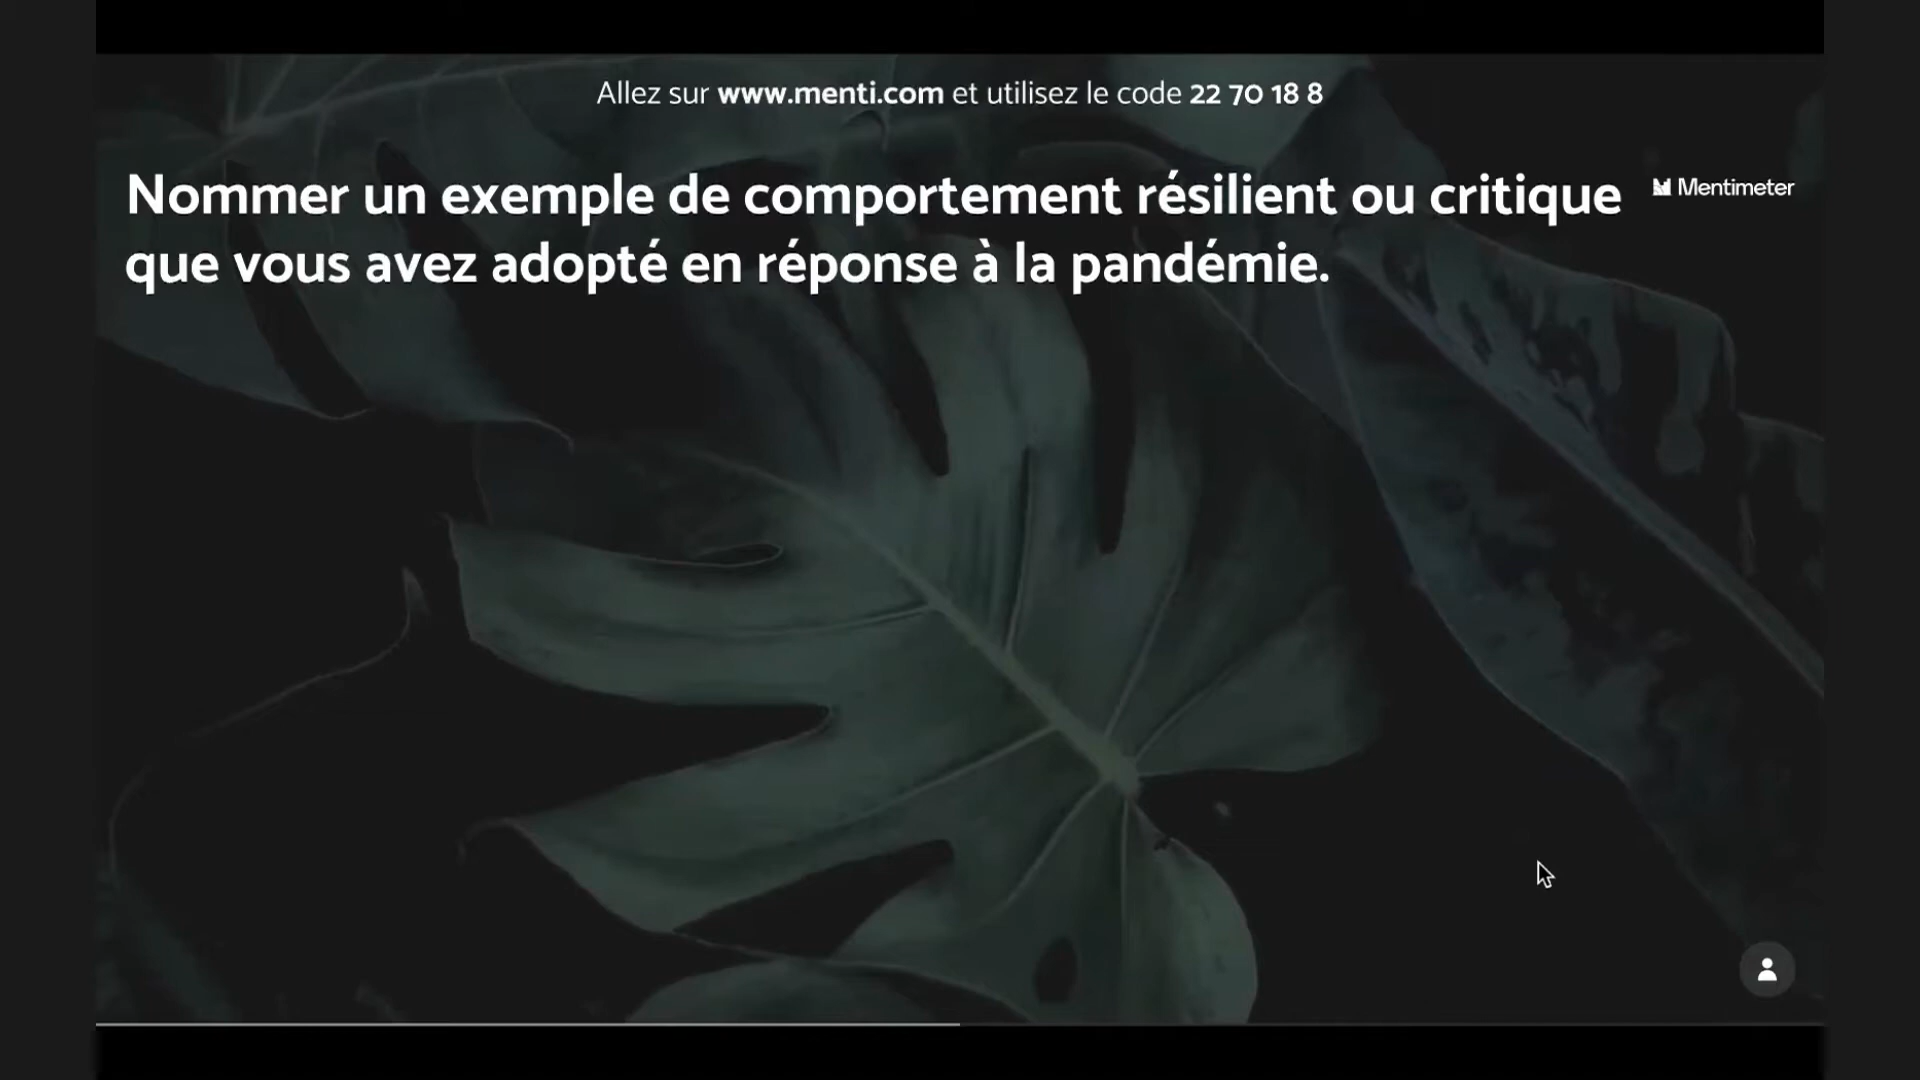 Allez sur www.menti.com et utilisez le code 22 70 18 8
Nommer un exemple de comportement résilient ou critique
que vous avez adopté en réponse à la pandémie.
Mentimeter